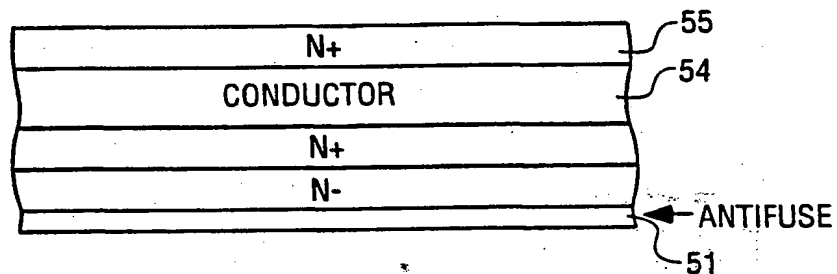 N+ 55
CONDUCTOR 54
N+
N-
ANTIFUSE
51